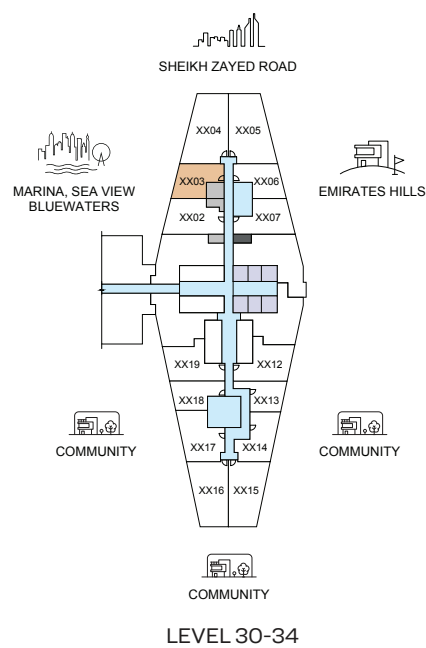 SHEIKH ZAYED ROAD
XX04
XX05
MARINA, SEA VIEW
BLUEWATERS
XX03
XX06
EMIRATES HILLS
XX02
XX07
XX19
XX12
XX18
XX13
COMMUNITY
XX17
XX14
COMMUNITY
XX16
XX15
COMMUNITY
LEVEL 30-34